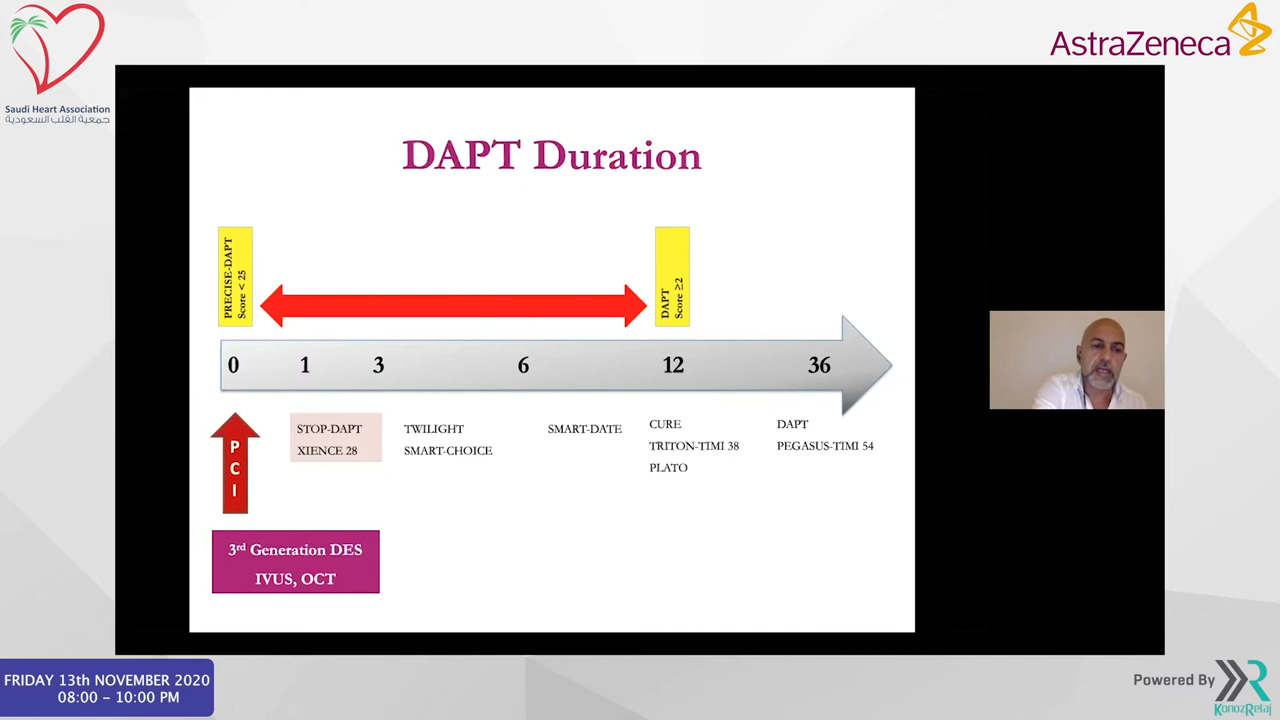 Saudi Heart Association
جمعية القلب السعودية
AstraZeneca
DAPT Duration
PRECISE-DAPT
Score < 25
DAPT
Score ≥2
0 1 3 6 12 36
PCI
STOP-DAPT
XIENCE 28
TWILIGHT
SMART-CHOICE
SMART-DATE
CURE
TRITON-TIMI 38
PLATO
DAPT
PEGASUS-TIMI 54
3rd Generation DES
IVUS, OCT
FRIDAY 13th NOVEMBER 2020
08:00 – 10:00 PM
Powered By
KonozRetaj